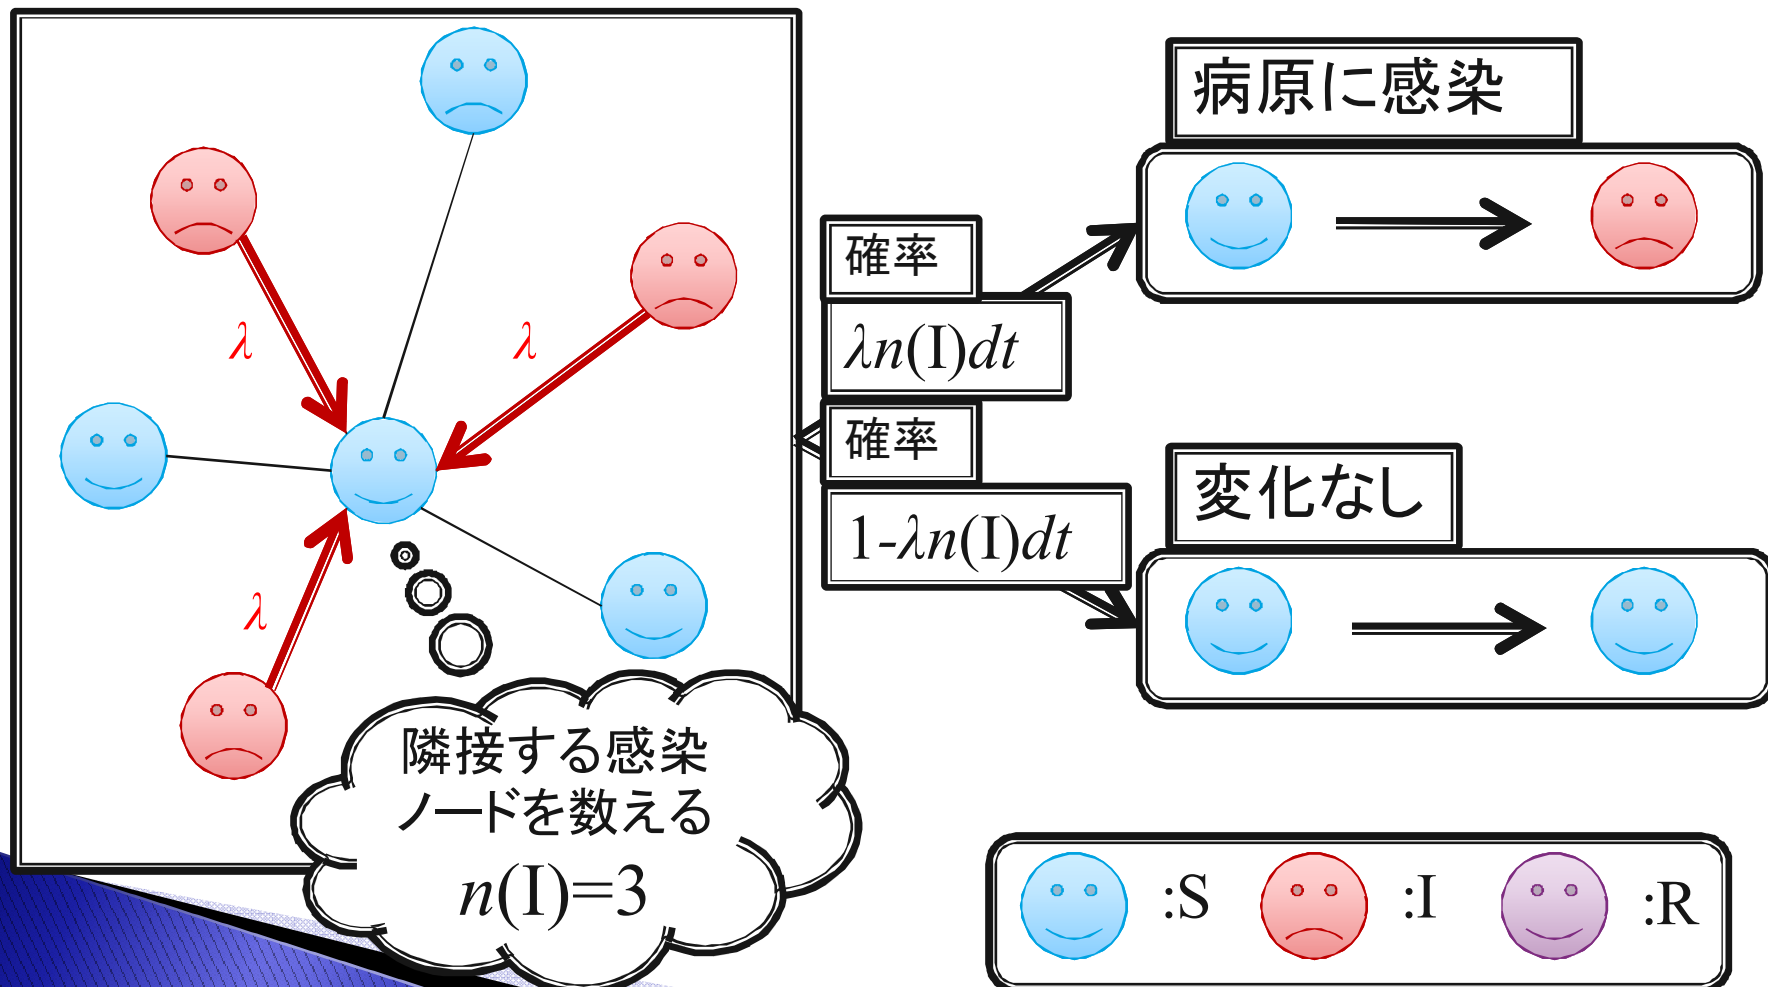 λ
λ
λ
隣接する感染
ノードを数える
n(I)=3
確率
λn(I)dt
確率
1-λn(I)dt
病原に感染
変化なし
:S
:I
:R